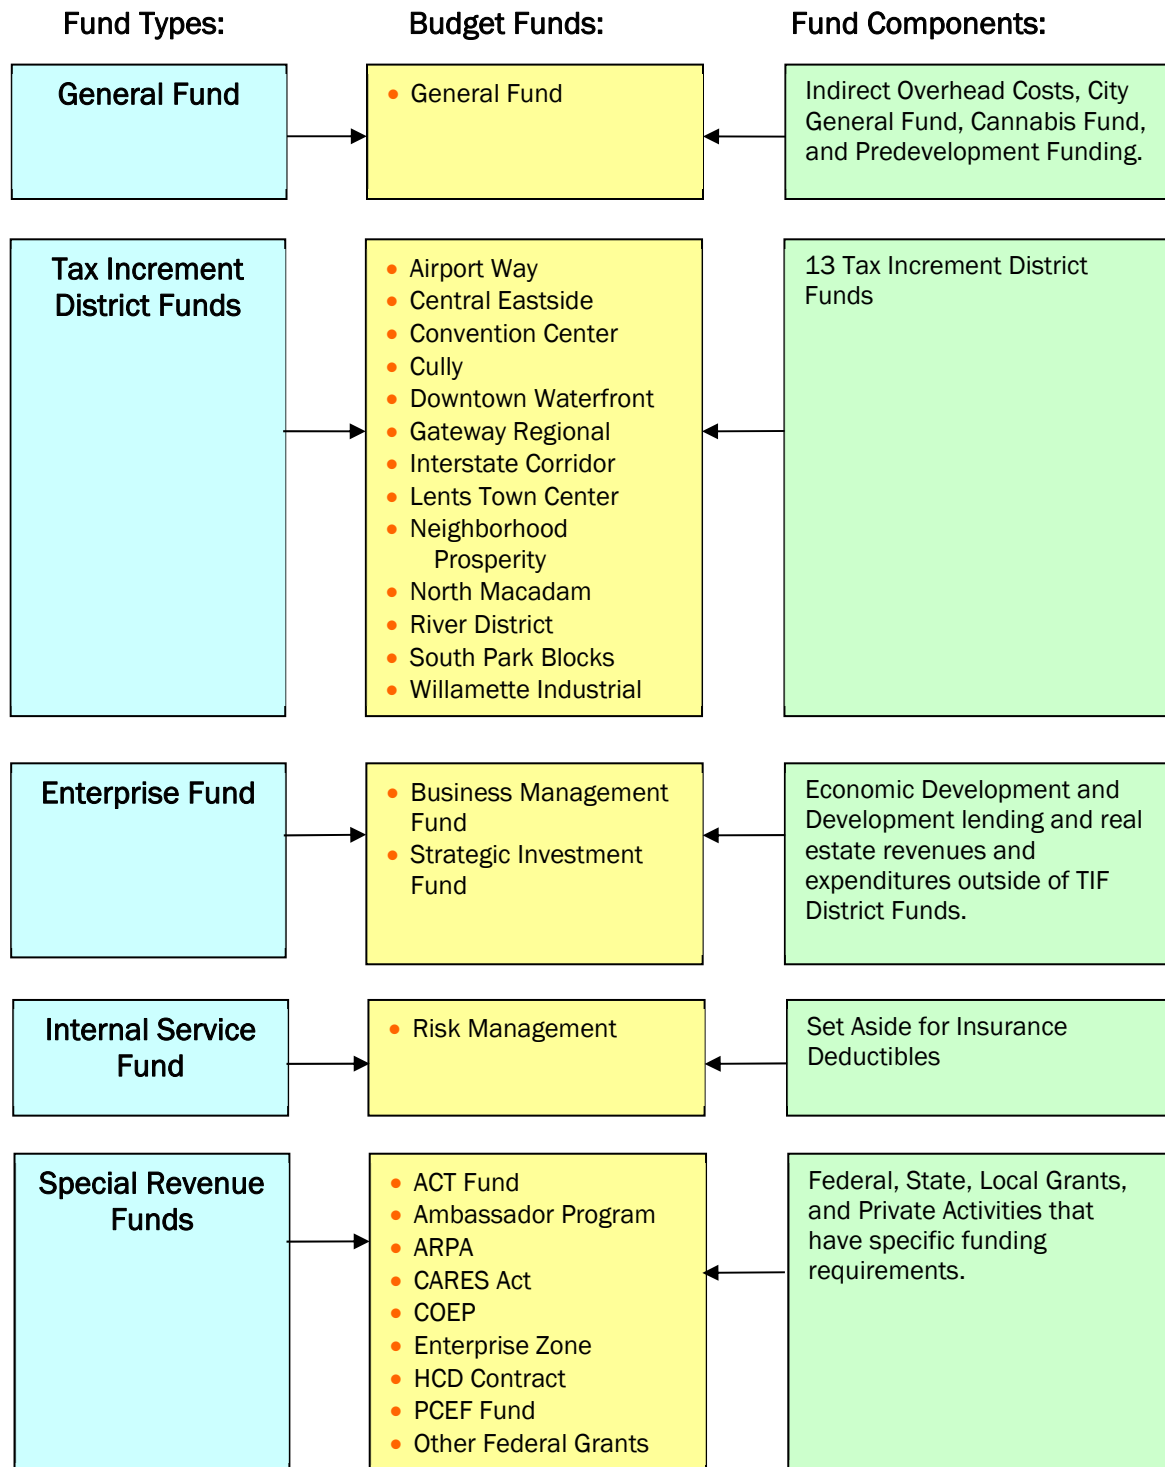 Fund Types:
Budget Funds:
Fund Components:
General Fund
• General Fund
Indirect Overhead Costs, City
General Fund, Cannabis Fund,
and Predevelopment Funding.
Tax Increment
District Funds
• Airport Way
• Central Eastside
• Convention Center
• Cully
• Downtown Waterfront
• Gateway Regional
• Interstate Corridor
• Lents Town Center
• Neighborhood
Prosperity
• North Macadam
• River District
• South Park Blocks
• Willamette Industrial
13 Tax Increment District
Funds
Enterprise Fund
• Business Management
Fund
• Strategic Investment
Fund
Economic Development and
Development lending and real
estate revenues and
expenditures outside of TIF
District Funds.
Internal Service
Fund
• Risk Management
Set Aside for Insurance
Deductibles
Special Revenue
Funds
• ACT Fund
• Ambassador Program
• ARPA
• CARES Act
• COEP
• Enterprise Zone
• HCD Contract
• PCEF Fund
• Other Federal Grants
Federal, State, Local Grants,
and Private Activities that
have specific funding
requirements.